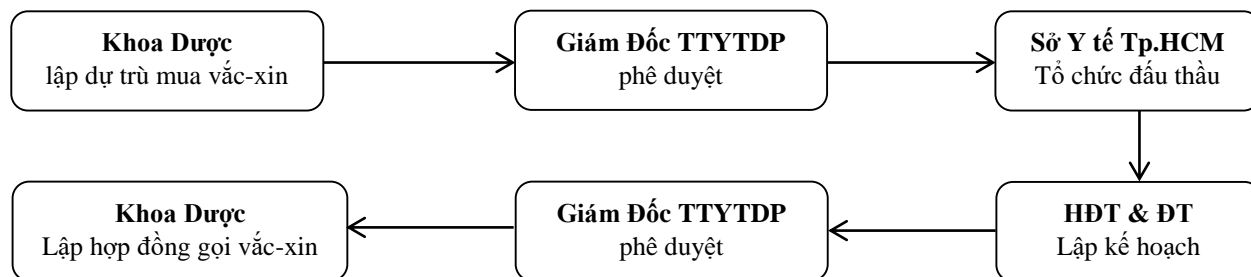 Khoa Dược
lập dự trù mua vắc-xin
Giám Đốc TTYTDP
phê duyệt
Sở Y tế Tp.HCM
Tổ chức đấu thầu
HĐT & ĐT
Lập kế hoạch
Giám Đốc TTYTDP
phê duyệt
Khoa Dược
Lập hợp đồng gọi vắc-xin